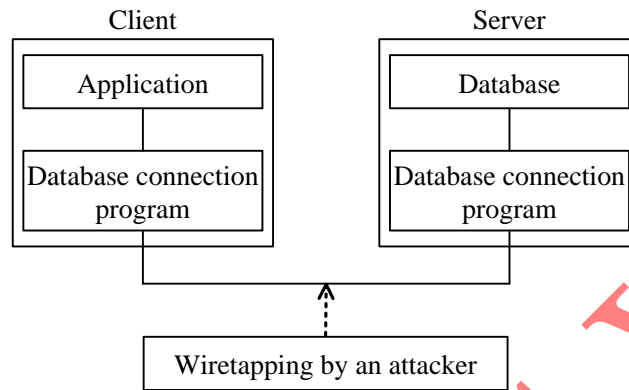 Client
Server
Application
Database
Database connection
program
Database connection
program
Wiretapping by an attacker